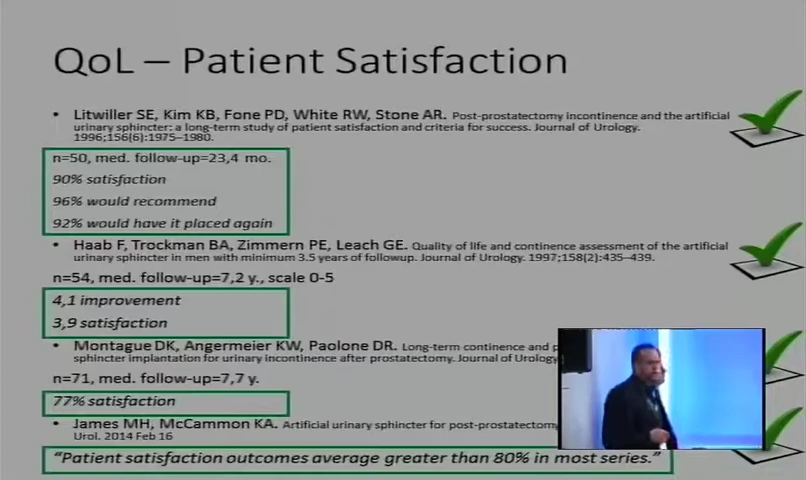 QoL – Patient Satisfaction
• Litwiller SE, Kim KB, Fone PD, White RW, Stone AR. Post-prostatectomy incontinence and the artificial
urinary sphincter: a long-term study of patient satisfaction and criteria for success. Journal of Urology.
1996;156(6):1975–1980.
n=50, med. follow-up=23,4 mo.
90% satisfaction
96% would recommend
92% would have it placed again
• Haab F, Trockman BA, Zimmern PE, Leach GE. Quality of life and continence assessment of the artificial
urinary sphincter in men with minimum 3.5 years of followup. Journal of Urology. 1997;158(2):435–439.
n=54, med. follow-up=7,2 y., scale 0-5
4,1 improvement
3,9 satisfaction
• Montague DK, Angermeier KW, Paolone DR. Long-term continence and p
sphincter implantation for urinary incontinence after prostatectomy. Journal of Urology
n=71, med. follow-up=7,7 y.
77% satisfaction
• James MH, McCammon KA. Artificial urinary sphincter for post-prostatectomy
Urol. 2014 Feb 16
“Patient satisfaction outcomes average greater than 80% in most series.”